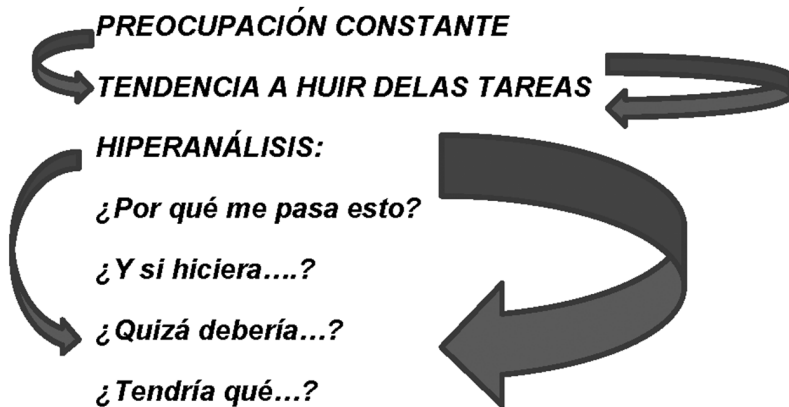 PREOCUPACIÓN CONSTANTE
TENDENCIA A HUIR DELAS TAREAS
HIPERANÁLISIS:
¿Por qué me pasa esto?
¿Y si hiciera....?
¿Quizá debería...?
¿Tendría qué...?